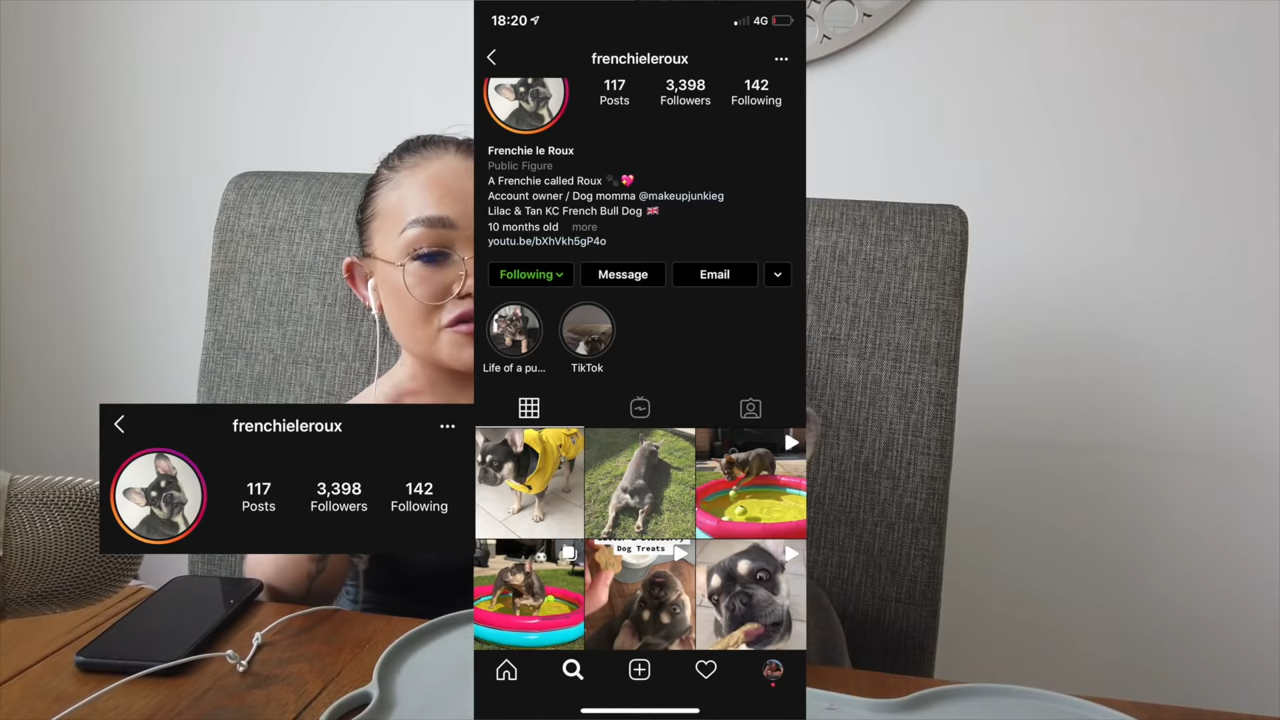 18:20
4G
frenchieleroux
117 3,398 142
Posts Followers Following
Frenchie le Roux
Public Figure
A Frenchie called Roux 🐾💖
Account owner / Dog momma @makeupjunkieg
Lilac & Tan KC French Bull Dog 🇬🇧
10 months old more
youtu.be/bXhVkh5gP4o
Following Message Email
Life of a pu... TikTok
Dog Treats
frenchieleroux
117 3,398 142
Posts Followers Following